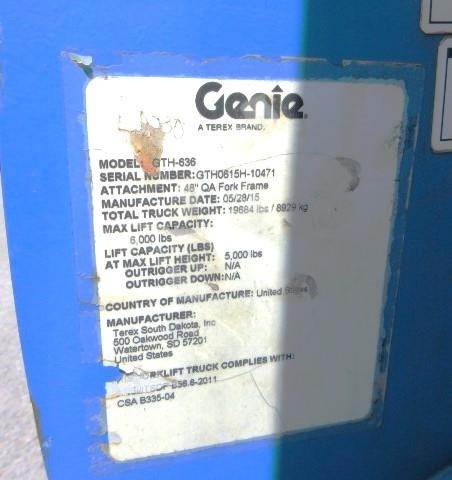 Genie
A TEREX BRAND.
MODEL: GTH-636
SERIAL NUMBER: GTH0615H-10471
ATTACHMENT: 48" QA Fork Frame
MANUFACTURE DATE: 05/28/15
TOTAL TRUCK WEIGHT: 19684 lbs / 8929 kg
MAX LIFT CAPACITY:
6,000 lbs
LIFT CAPACITY (LBS)
AT MAX LIFT HEIGHT: 5,000 lbs
OUTRIGGER UP: N/A
OUTRIGGER DOWN: N/A
COUNTRY OF MANUFACTURE: United States
MANUFACTURER:
Terex South Dakota, Inc
500 Oakwood Road
Watertown, SD 57201
United States
FORKLIFT TRUCK COMPLIES WITH:
B56.6-2011
CSA B335-04